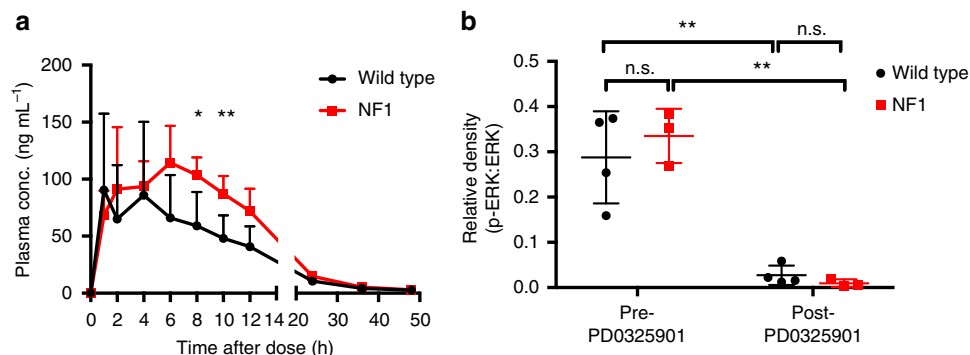 a
Plasma conc. (ng mL⁻¹)
200
150
100
50
0
Wild type
NF1
*
**
0 2 4 6 8 10 12 14 20 30 40 50
Time after dose (h)
b
Relative density
(p-ERK:ERK)
**
n.s.
n.s.
**
0.5
0.4
0.3
0.2
0.1
0.0
Wild type
NF1
Pre-
PD0325901
Post-
PD0325901